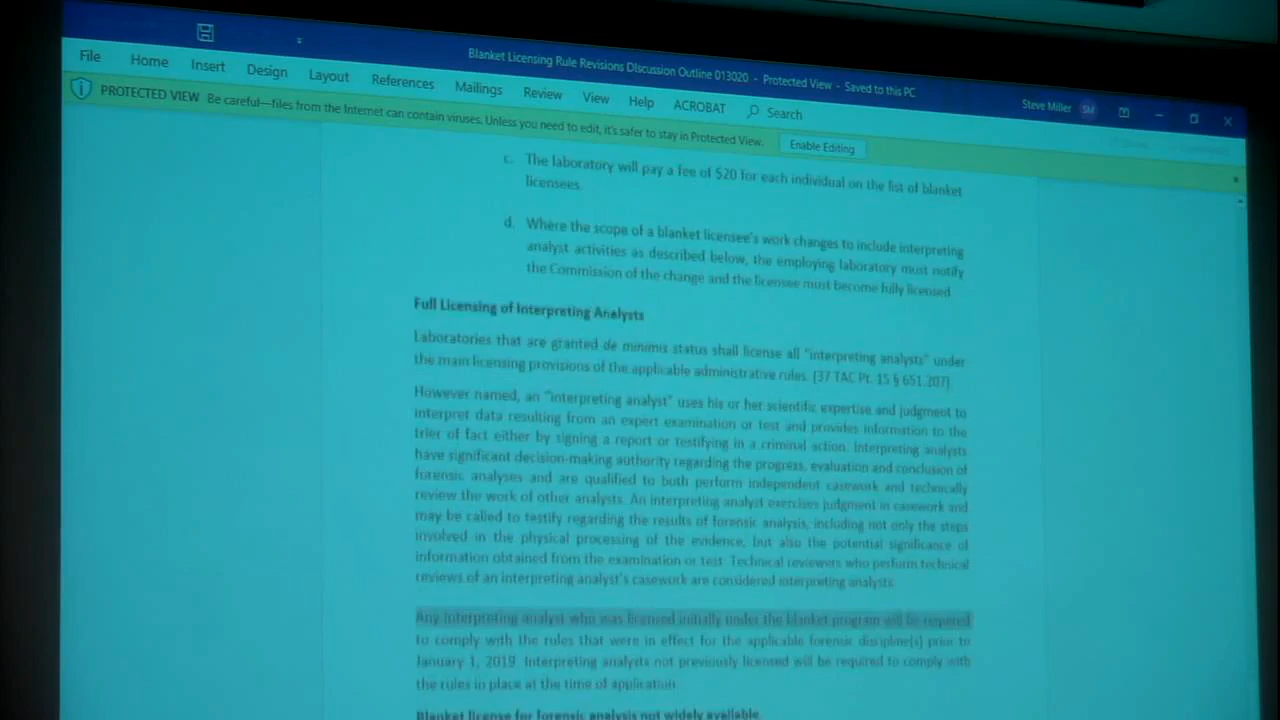 Blanket Licensing Rule Revisions DIscussion Outline 013020 - Protected View - Saved to this PC
Steve Miller SM
File Home Insert Design Layout References Mailings Review View Help ACROBAT Search
PROTECTED VIEW Be careful—files from the Internet can contain viruses. Unless you need to edit, it's safer to stay in Protected View. Enable Editing
c. The laboratory will pay a fee of $20 for each individual on the list of blanket
licensees.
d. Where the scope of a blanket licensee's work changes to include interpreting
analyst activities as described below, the employing laboratory must notify
the Commission of the change and the licensee must become fully licensed.
Full Licensing of Interpreting Analysts
Laboratories that are granted de minimis status shall license all "interpreting analysts" under
the main licensing provisions of the applicable administrative rules. [37 TAC Pt. 15 § 651.207]
However named, an "interpreting analyst" uses his or her scientific expertise and judgment to
interpret data resulting from an expert examination or test and provides information to the
trier of fact either by signing a report or testifying in a criminal action. Interpreting analysts
have significant decision-making authority regarding the progress, evaluation and conclusion of
forensic analyses and are qualified to both perform independent casework and technically
review the work of other analysts. An interpreting analyst exercises judgment in casework and
may be called to testify regarding the results of forensic analysis, including not only the steps
involved in the physical processing of the evidence, but also the potential significance of
information obtained from the examination or test. Technical reviewers who perform technical
reviews of an interpreting analyst's casework are considered interpreting analysts.
Any interpreting analyst who was licensed initially under the blanket program will be required
to comply with the rules that were in effect for the applicable forensic discipline(s) prior to
January 1, 2019. Interpreting analysts not previously licensed will be required to comply with
the rules in place at the time of application.
Blanket license for forensic analysis not widely available.